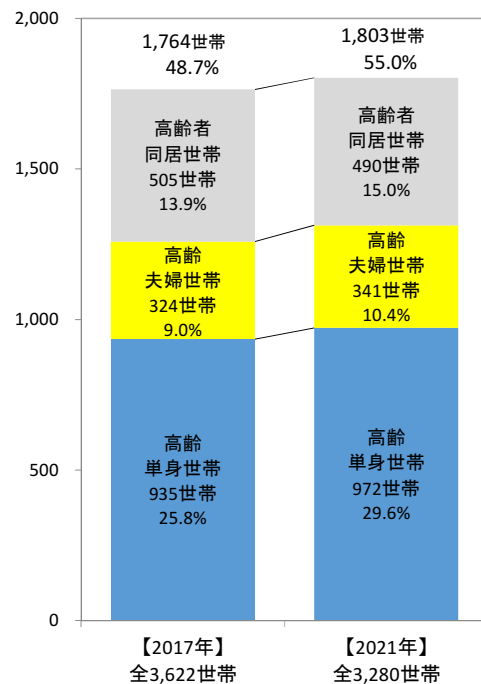 2,000
1,500
1,000
500
0
1,764世帯
48.7%
高齢者
同居世帯
505世帯
13.9%
高齢
夫婦世帯
324世帯
9.0%
高齢
単身世帯
935世帯
25.8%
【2017年】
全3,622世帯
1,803世帯
55.0%
高齢者
同居世帯
490世帯
15.0%
高齢
夫婦世帯
341世帯
10.4%
高齢
単身世帯
972世帯
29.6%
【2021年】
全3,280世帯